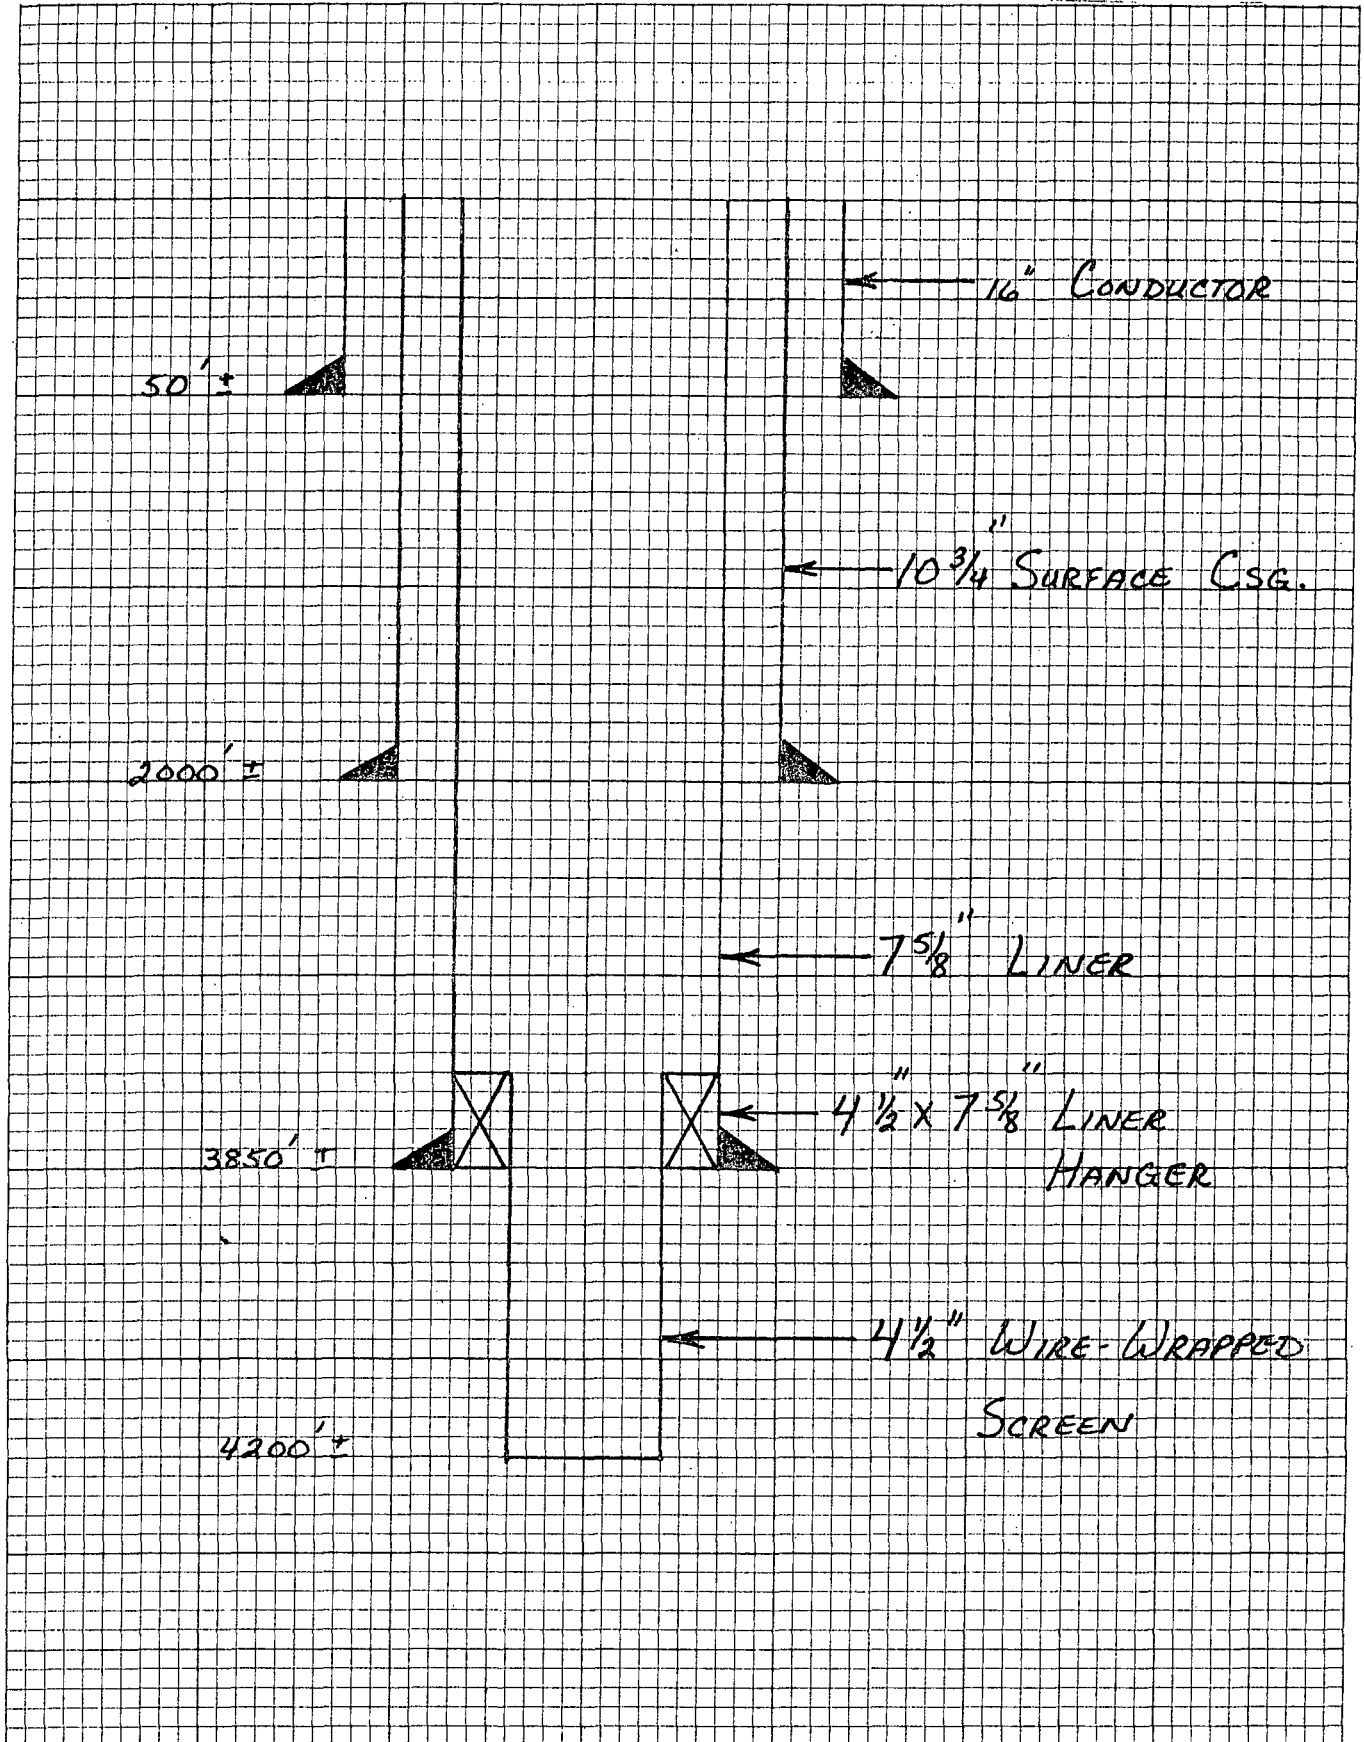 16" CONDUCTOR
50' ±
10 3/4" SURFACE CSG.
2000' ±
7 5/8" LINER
4 1/2" X 7 5/8" LINER
HANGER
3850' ±
4 1/2" WIRE-WRAPPED
SCREEN
4200' ±